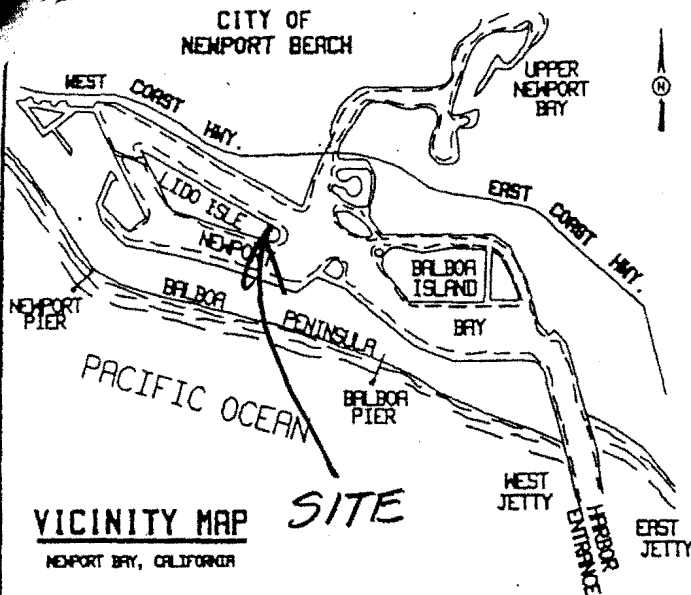 CITY OF
NEWPORT BEACH
WEST COAST HWY.
UPPER
NEWPORT
BAY
N
EAST COAST HWY.
LIDO ISLE
NEWPORT
BALBOA
ISLAND
BAY
NEWPORT
PIER
BALBOA PENINSULA
BALBOA
PIER
PACIFIC OCEAN
SITE
WEST
JETTY
HARBOR
ENTRANCE
EAST
JETTY
VICINITY MAP
NEWPORT BAY, CALIFORNIA